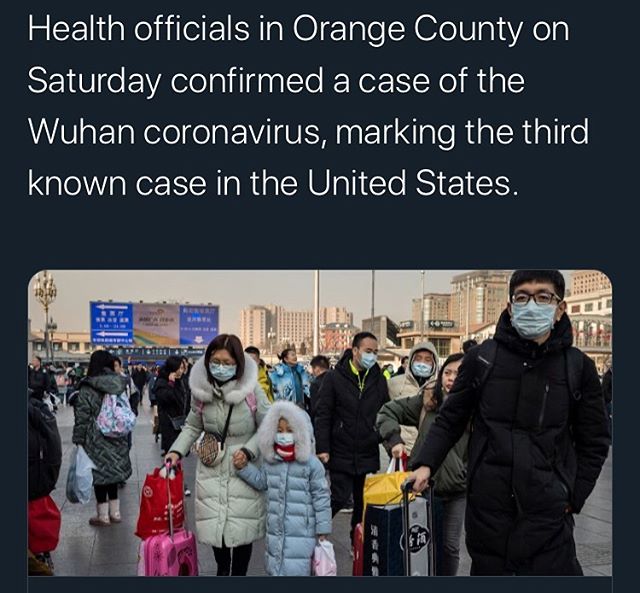 Health officials in Orange County on
Saturday confirmed a case of the
Wuhan coronavirus, marking the third
known case in the United States.